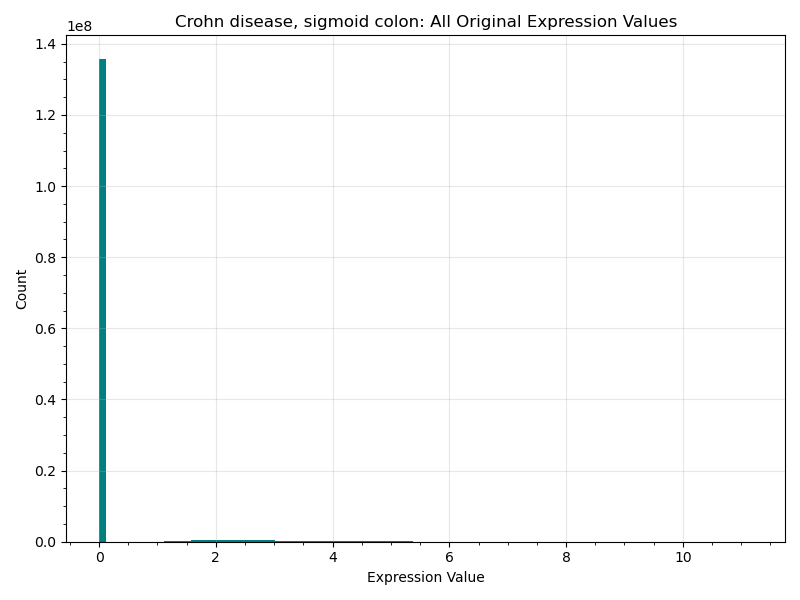 Crohn disease, sigmoid colon: All Original Expression Values
1e8
1.4
1.2
1.0
0.8
0.6
0.4
0.2
0.0
Count
0 2 4 6 8 10
Expression Value